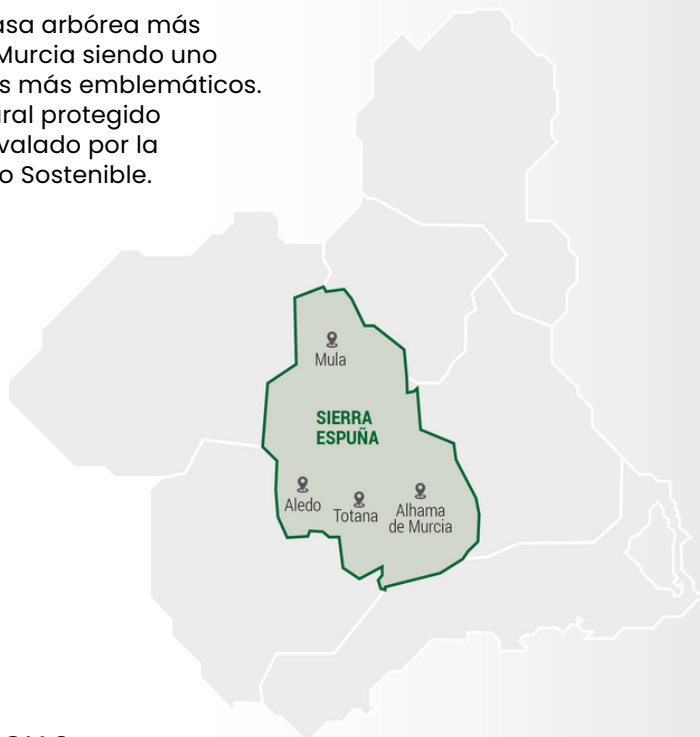 asa arbórea más
Murcia siendo uno
s más emblemáticos.
ral protegido
valado por la
o Sostenible.
Mula
SIERRA
ESPUÑA
Aledo
Totana
Alhama
de Murcia